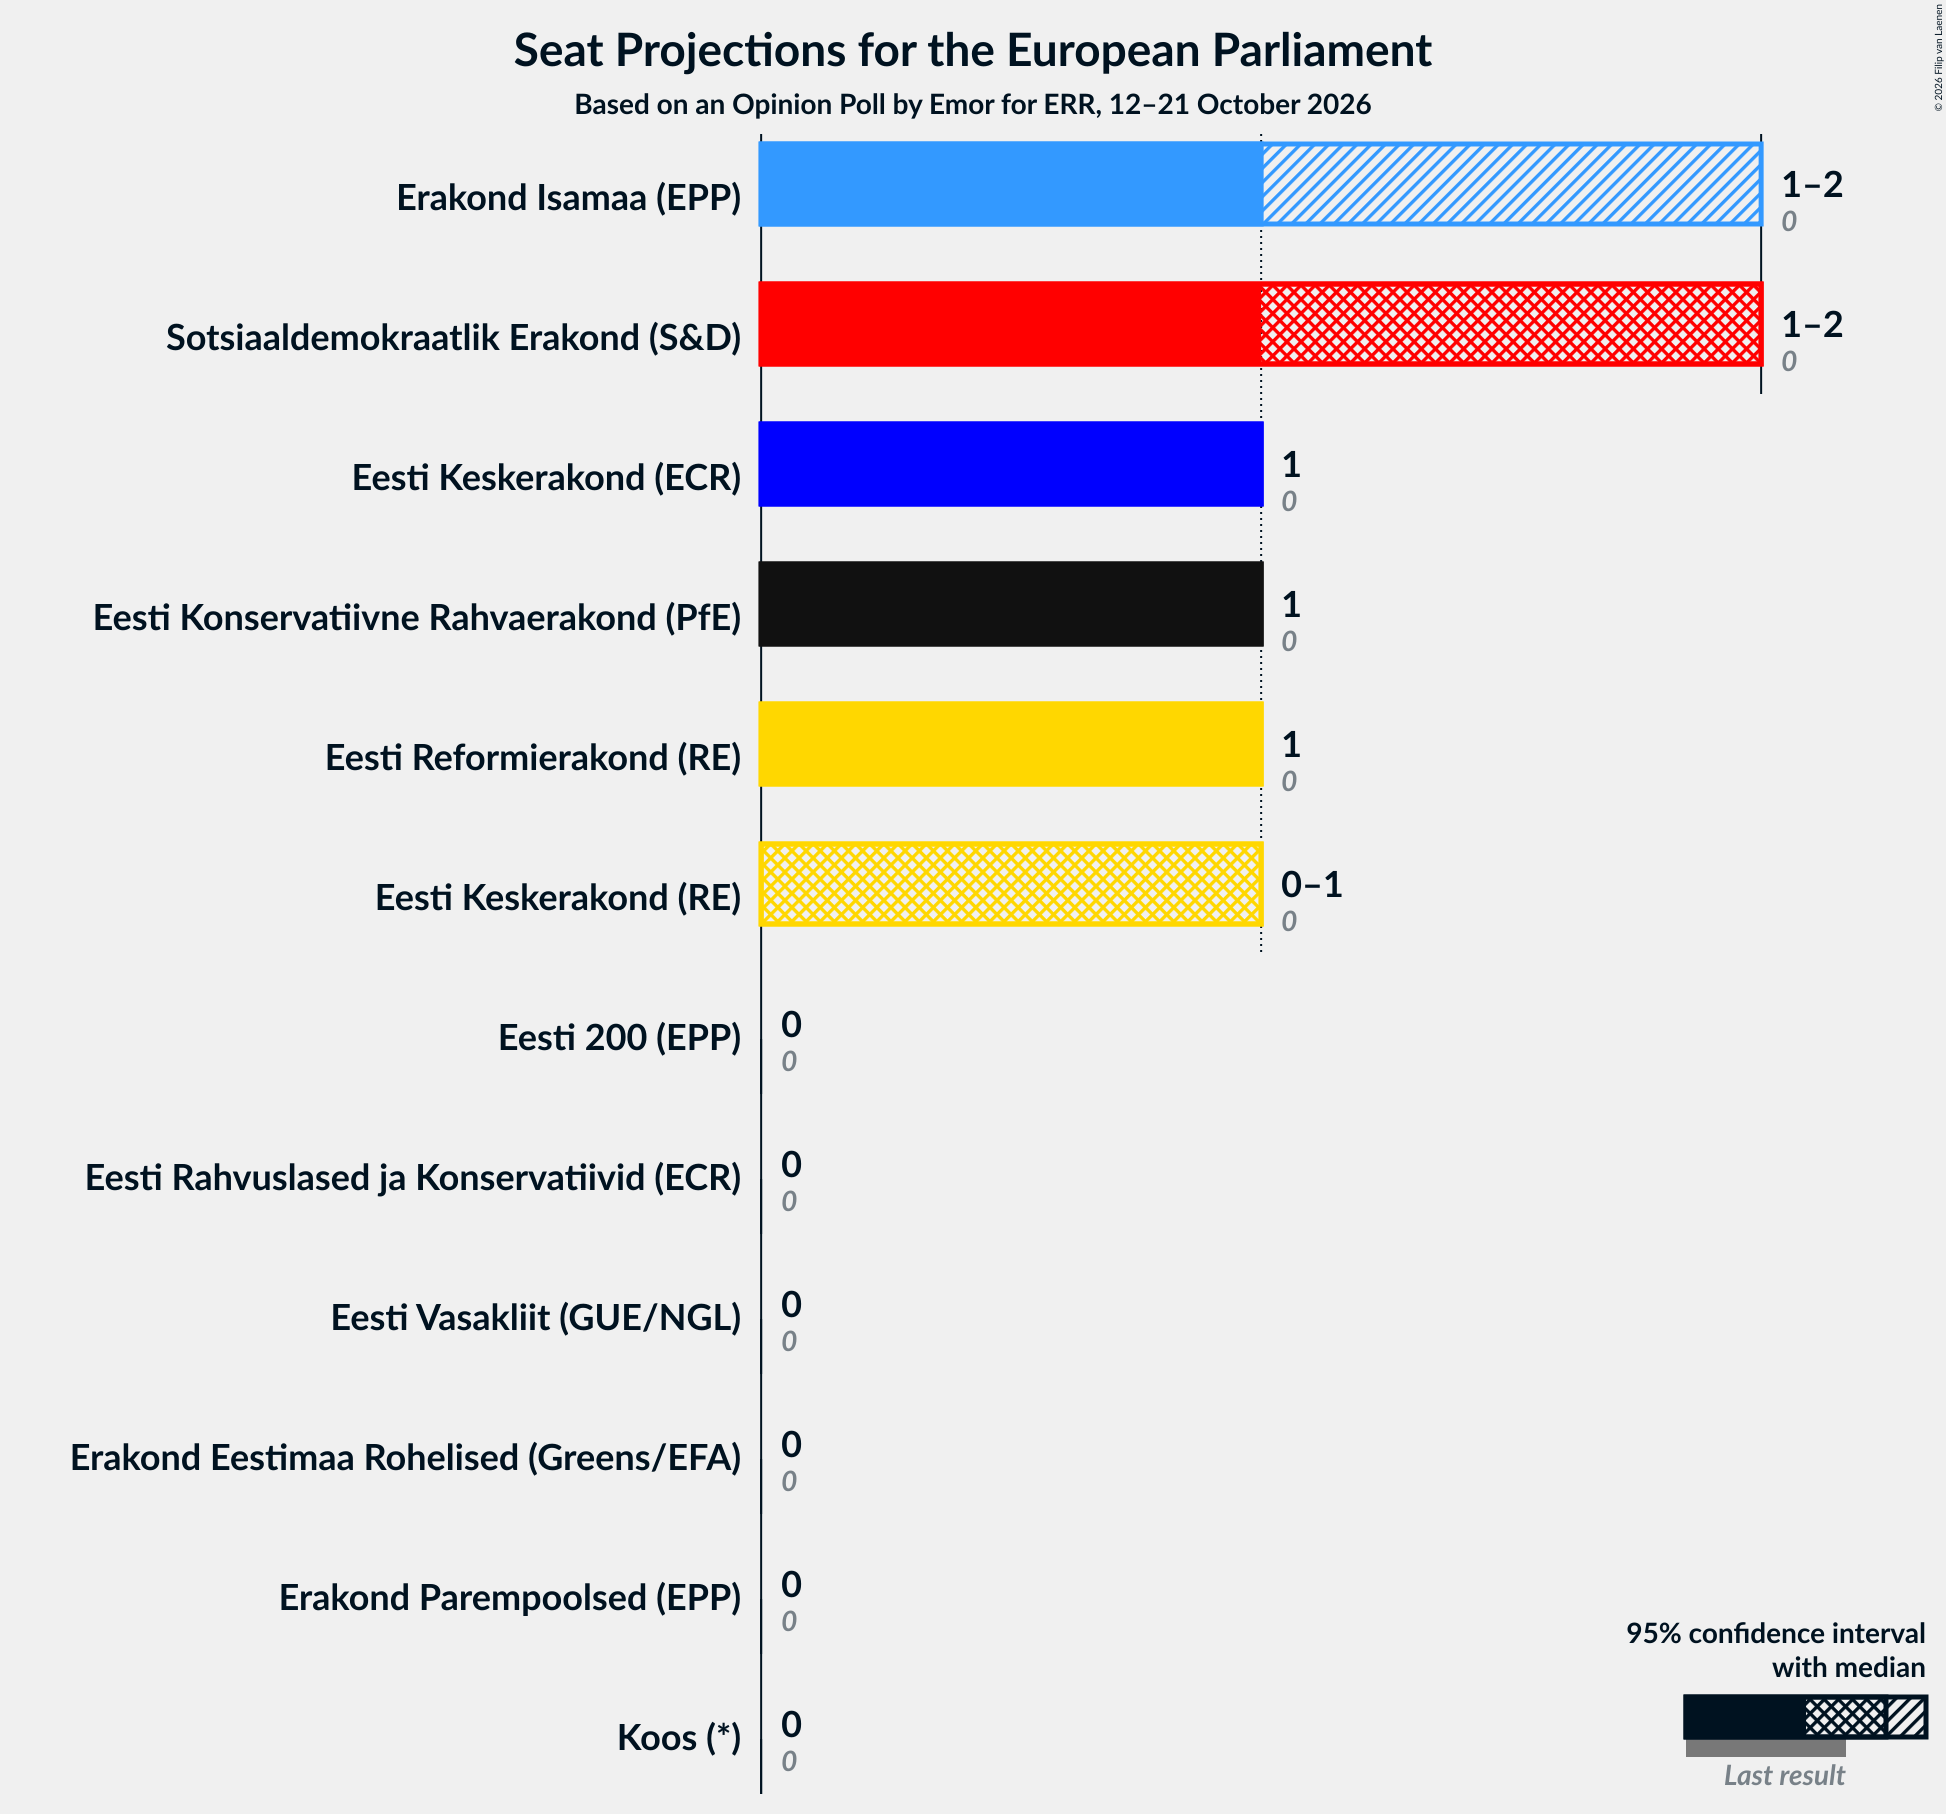 Seat Projections for the European Parliament
Based on an Opinion Poll by Emor for ERR, 12–21 October 2026
© 2026 Filip van Laenen
Erakond Isamaa (EPP)
1–2
0
Sotsiaaldemokraatlik Erakond (S&D)
1–2
0
Eesti Keskerakond (ECR)
1
0
Eesti Konservatiivne Rahvaerakond (PfE)
1
0
Eesti Reformierakond (RE)
1
0
Eesti Keskerakond (RE)
0–1
0
Eesti 200 (EPP)
0
0
Eesti Rahvuslased ja Konservatiivid (ECR)
0
0
Eesti Vasakliit (GUE/NGL)
0
0
Erakond Eestimaa Rohelised (Greens/EFA)
0
0
Erakond Parempoolsed (EPP)
0
0
Koos (*)
0
0
95% confidence interval
with median
Last result